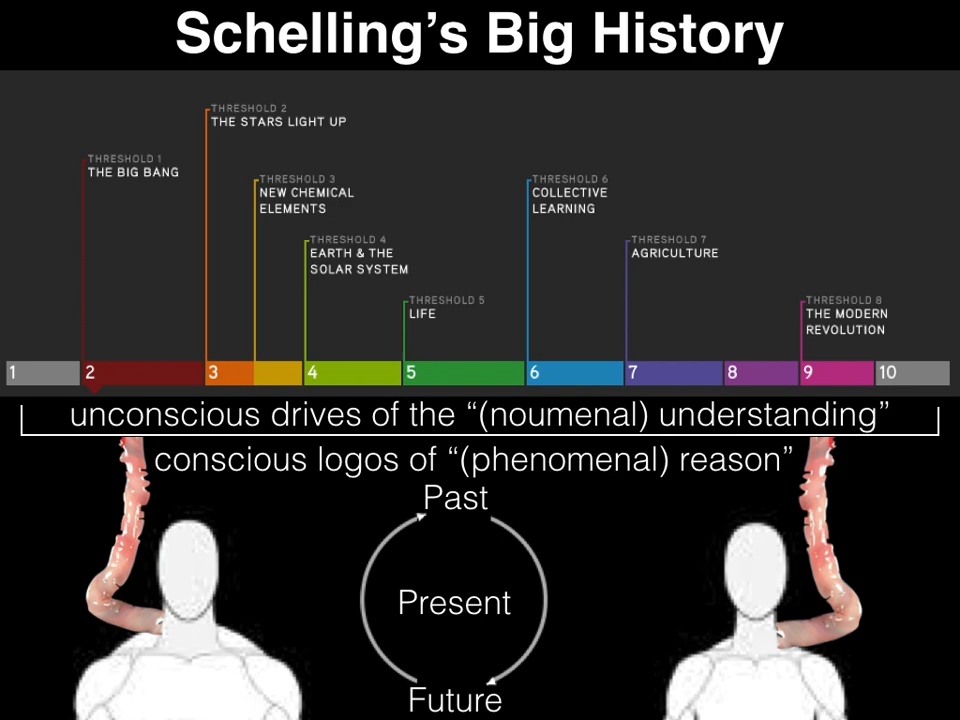 Schelling’s Big History
THRESHOLD 1
THE BIG BANG
THRESHOLD 2
THE STARS LIGHT UP
THRESHOLD 3
NEW CHEMICAL
ELEMENTS
THRESHOLD 4
EARTH & THE
SOLAR SYSTEM
THRESHOLD 5
LIFE
THRESHOLD 6
COLLECTIVE
LEARNING
THRESHOLD 7
AGRICULTURE
THRESHOLD 8
THE MODERN
REVOLUTION
1 2 3 4 5 6 7 8 9 10
unconscious drives of the “(noumenal) understanding”
conscious logos of “(phenomenal) reason”
Past
Present
Future